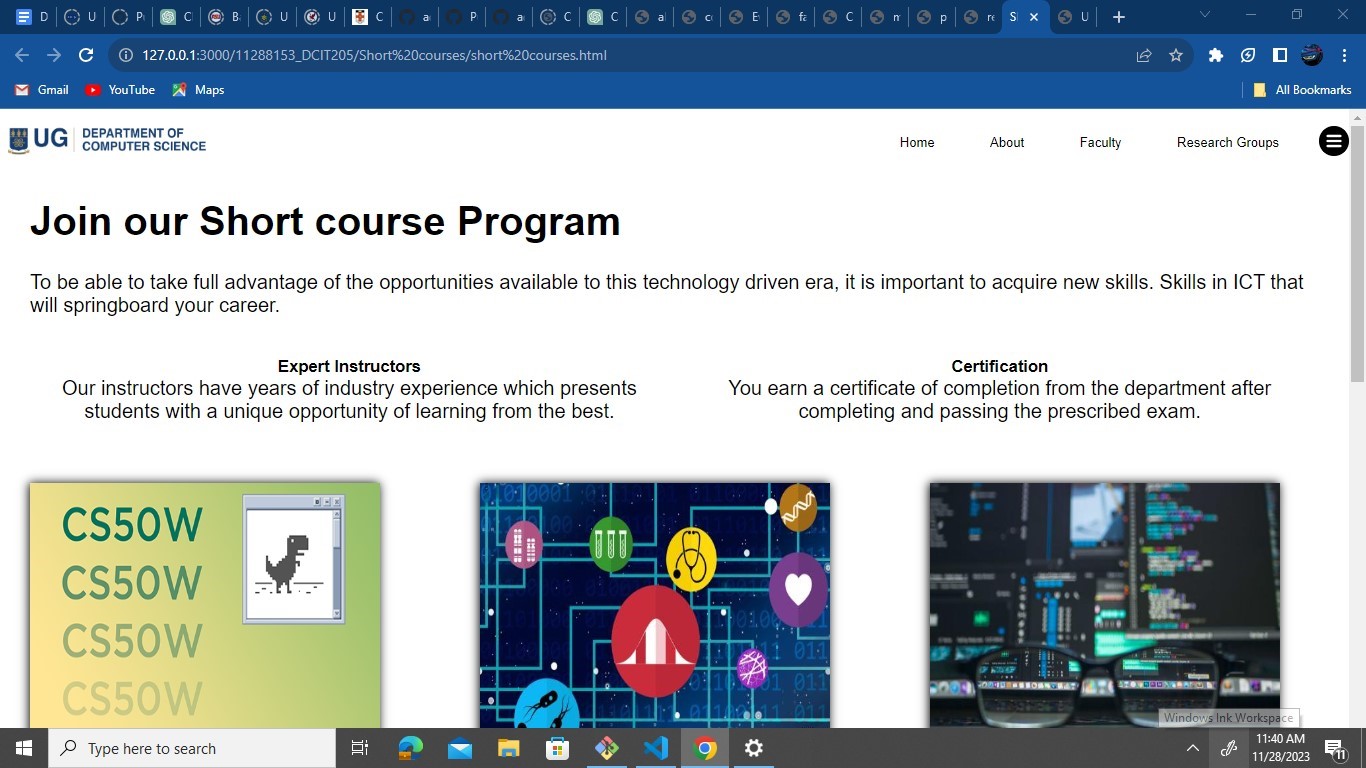 127.0.0.1:3000/11288153_DCIT205/Short%20courses/short%20courses.html
Gmail
YouTube
Maps
All Bookmarks
UG
DEPARTMENT OF
COMPUTER SCIENCE
Home
About
Faculty
Research Groups
Join our Short course Program
To be able to take full advantage of the opportunities available to this technology driven era, it is important to acquire new skills. Skills in ICT that
will springboard your career.
Expert Instructors
Our instructors have years of industry experience which presents
students with a unique opportunity of learning from the best.
Certification
You earn a certificate of completion from the department after
completing and passing the prescribed exam.
CS50W
CS50W
CS50W
CS50W
Windows Ink Workspace
Type here to search
11:40 AM
11/28/2023
11